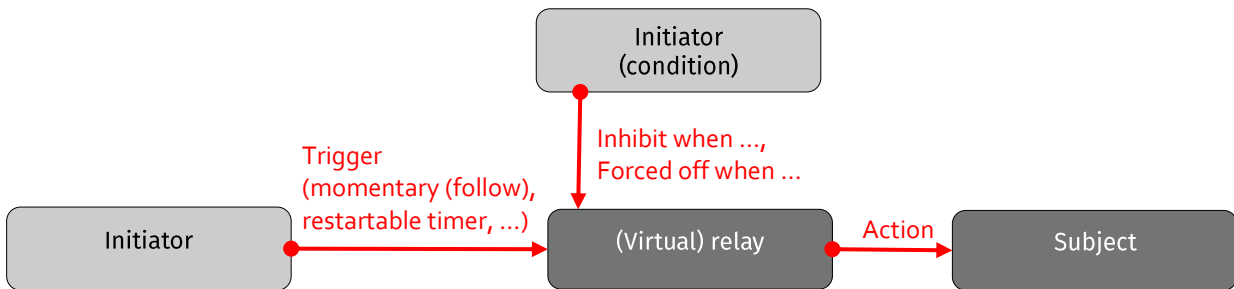 Initiator
(condition)
Inhibit when ...,
Forced off when ...
Trigger
(momentary (follow),
restartable timer, ...)
Initiator
(Virtual) relay
Action
Subject